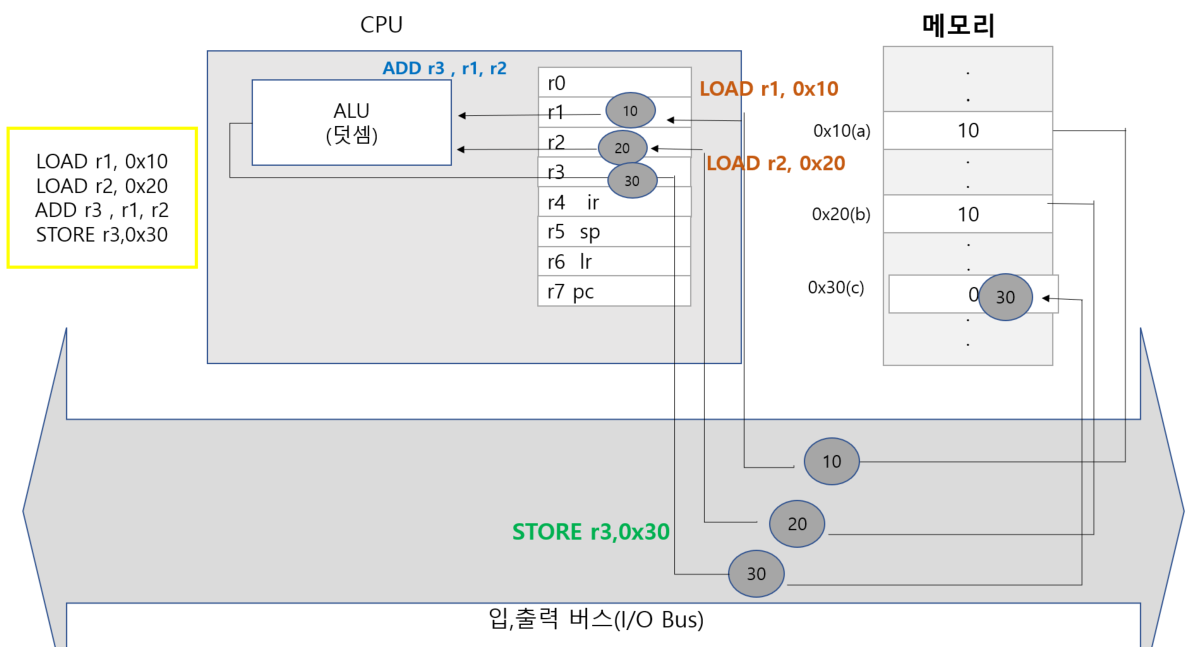 CPU
메모리
ADD r3 , r1, r2
ALU
(덧셈)
LOAD r1, 0x10
LOAD r2, 0x20
ADD r3 , r1, r2
STORE r3,0x30
r0
r1
r2
r3
r4 ir
r5 sp
r6 lr
r7 pc
10
20
30
LOAD r1, 0x10
LOAD r2, 0x20
0x10(a)
10
0x20(b)
10
0x30(c)
0
30
10
20
STORE r3,0x30
30
입,출력 버스(I/O Bus)